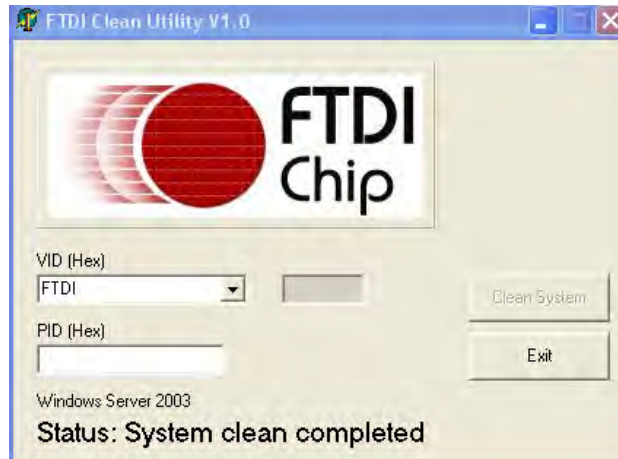 FTDI Clean Utility V1.0
FTDI
Chip
VID (Hex)
FTDI
Clean System
PID (Hex)
Exit
Windows Server 2003
Status: System clean completed